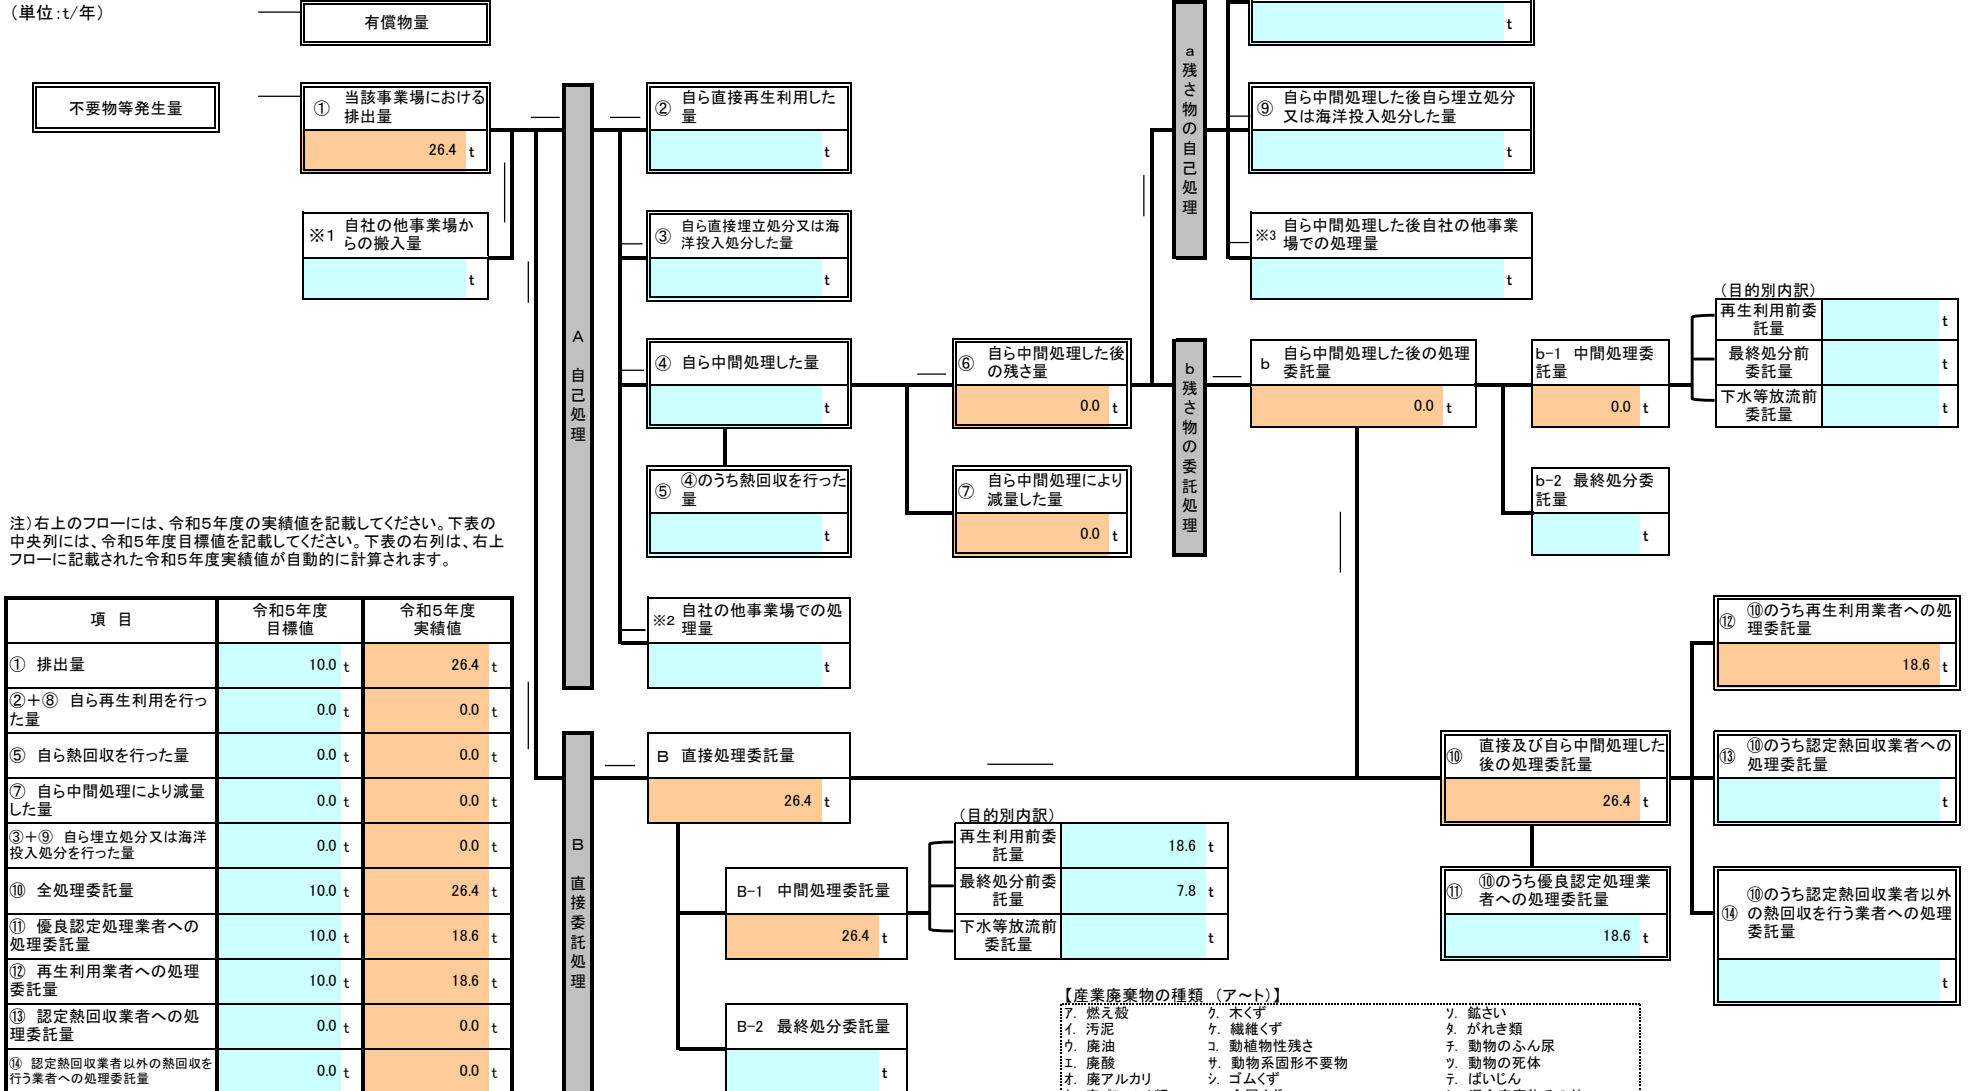 （単位：t/年）
有償物量
t
不要物等発生量
① 当該事業場における
排出量
26.4 t
※1 自社の他事業場か
らの搬入量
t
A 自己処理
② 自ら直接再生利用した
量
t
③ 自ら直接埋立処分又は海
洋投入処分した量
t
④ 自ら中間処理した量
t
⑤ ④のうち熱回収を行った
量
t
※2 自社の他事業場での処
理量
t
⑥ 自ら中間処理した後
の残さ量
0.0 t
⑦ 自ら中間処理により
減量した量
0.0 t
a 残さ物の自己処理
⑨ 自ら中間処理した後自ら埋立処分
又は海洋投入処分した量
t
※3 自ら中間処理した後自社の他事業
場での処理量
t
b 残さ物の委託処理
b 自ら中間処理した後の処理
委託量
0.0 t
b-1 中間処理委
託量
0.0 t
b-2 最終処分委
託量
t
（目的別内訳）
再生利用前委
託量
t
最終処分前
委託量
t
下水等放流前
委託量
t
注）右上のフローには、令和5年度の実績値を記載してください。下表の
中央列には、令和5年度目標値を記載してください。下表の右列は、右上
フローに記載された令和5年度実績値が自動的に計算されます。
項 目 令和5年度
目標値 令和5年度
実績値
① 排出量 10.0 t 26.4 t
②＋⑧ 自ら再生利用を行っ
た量 0.0 t 0.0 t
⑤ 自ら熱回収を行った量 0.0 t 0.0 t
⑦ 自ら中間処理により減量
した量 0.0 t 0.0 t
③＋⑨ 自ら埋立処分又は海洋
投入処分を行った量 0.0 t 0.0 t
⑩ 全処理委託量 10.0 t 26.4 t
⑪ 優良認定処理業者への
処理委託量 10.0 t 18.6 t
⑫ 再生利用業者への処理
委託量 10.0 t 18.6 t
⑬ 認定熱回収業者への処
理委託量 0.0 t 0.0 t
⑭ 認定熱回収業者以外の熱回収を
行う業者への処理委託量 0.0 t 0.0 t
B 直接委託処理
B 直接処理委託量
26.4 t
B-1 中間処理委託量
26.4 t
B-2 最終処分委託量
t
（目的別内訳）
再生利用前委
託量
18.6 t
最終処分前委
託量
7.8 t
下水等放流前
委託量
t
⑩ 直接及び自ら中間処理した
後の処理委託量
26.4 t
⑪ ⑩のうち優良認定処理業
者への処理委託量
18.6 t
⑫ ⑩のうち再生利用業者への処
理委託量
18.6 t
⑬ ⑩のうち認定熱回収業者への
処理委託量
t
⑭ ⑩のうち認定熱回収業者以外
の熱回収を行う業者への処理
委託量
t
【産業廃棄物の種類 （ア～ト）】
ア. 燃え殻 ク. 木くず ソ. 鉱さい
イ. 汚泥 ケ. 繊維くず タ. がれき類
ウ. 廃油 コ. 動植物性残さ チ. 動物のふん尿
エ. 廃酸 サ. 動物系固形不要物 ツ. 動物の死体
オ. 廃アルカリ シ. ゴムくず テ. ばいじん